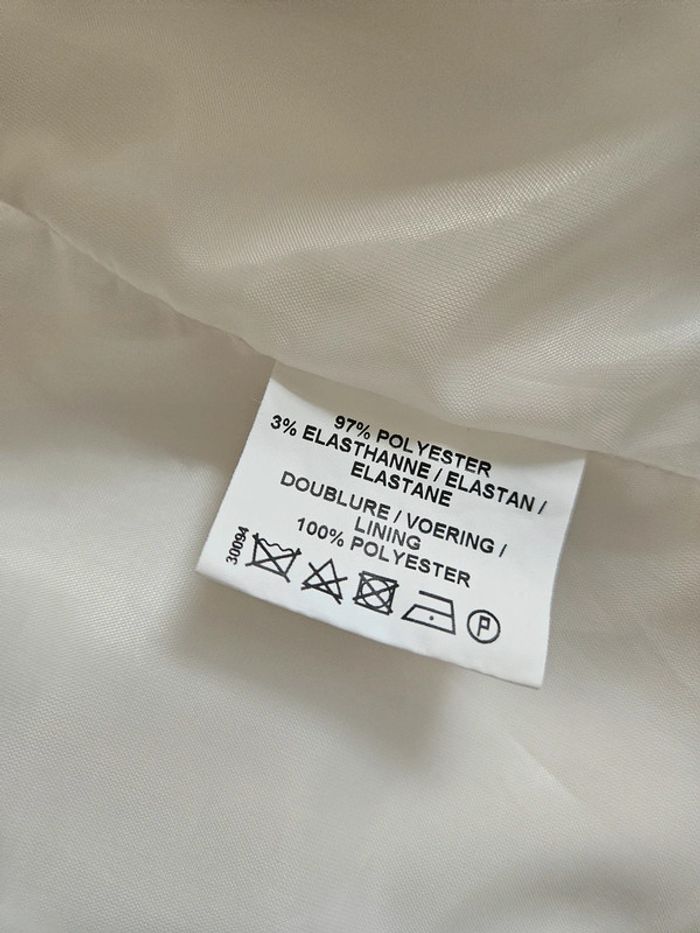 97% POLYESTER
3% ELASTHANNE / ELASTAN /
ELASTANE
DOUBLURE / VOERING /
LINING
100% POLYESTER
30094
P